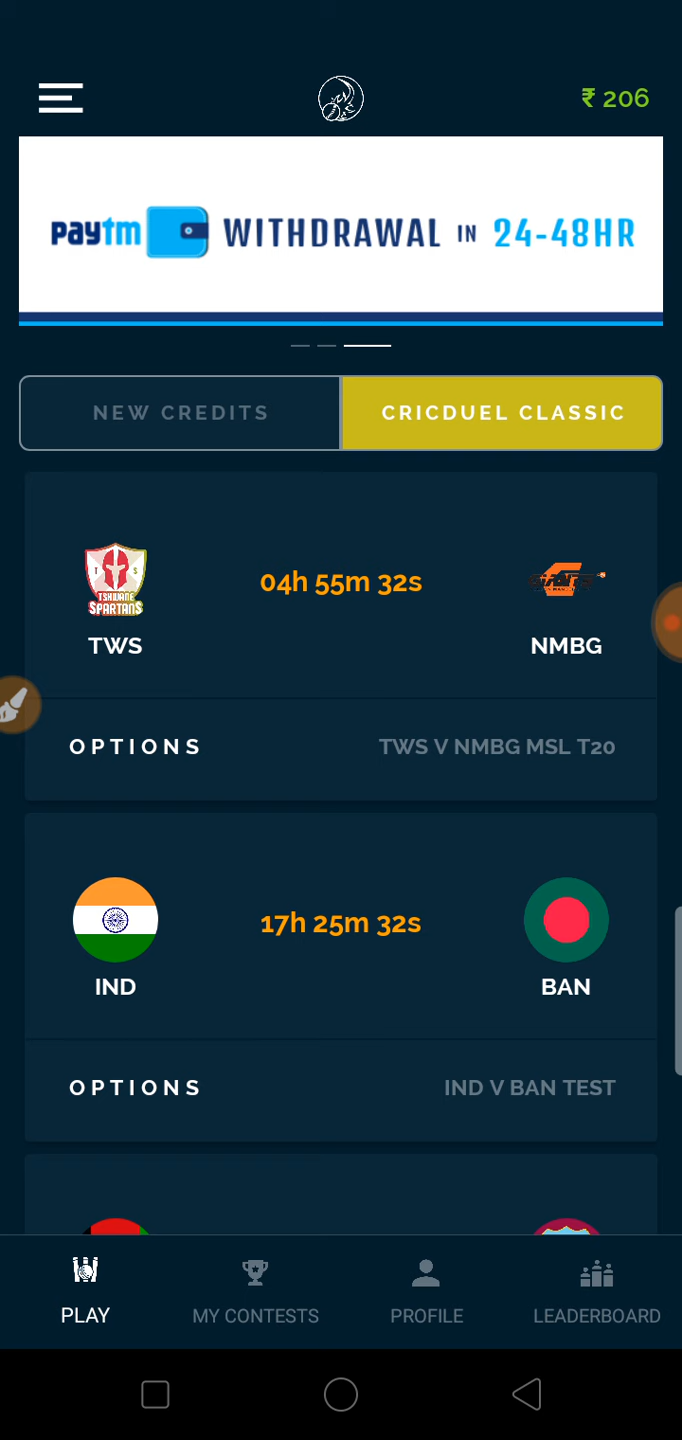 ₹ 206
paytm WITHDRAWAL IN 24-48HR
NEW CREDITS CRICDUEL CLASSIC
T S
TSHWANE
SPARTANS
04h 55m 32s
TWS NMBG
OPTIONS TWS V NMBG MSL T20
17h 25m 32s
IND BAN
OPTIONS IND V BAN TEST
PLAY MY CONTESTS PROFILE LEADERBOARD